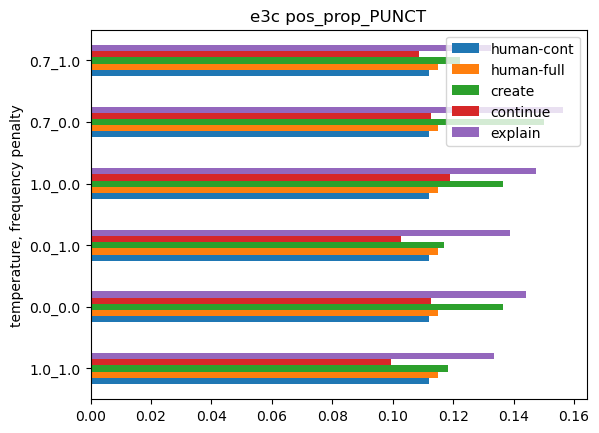 e3c pos_prop_PUNCT
human-cont
human-full
create
continue
explain
temperature, frequency penalty
0.7_1.0
0.7_0.0
1.0_0.0
0.0_1.0
0.0_0.0
1.0_1.0
0.00 0.02 0.04 0.06 0.08 0.10 0.12 0.14 0.16